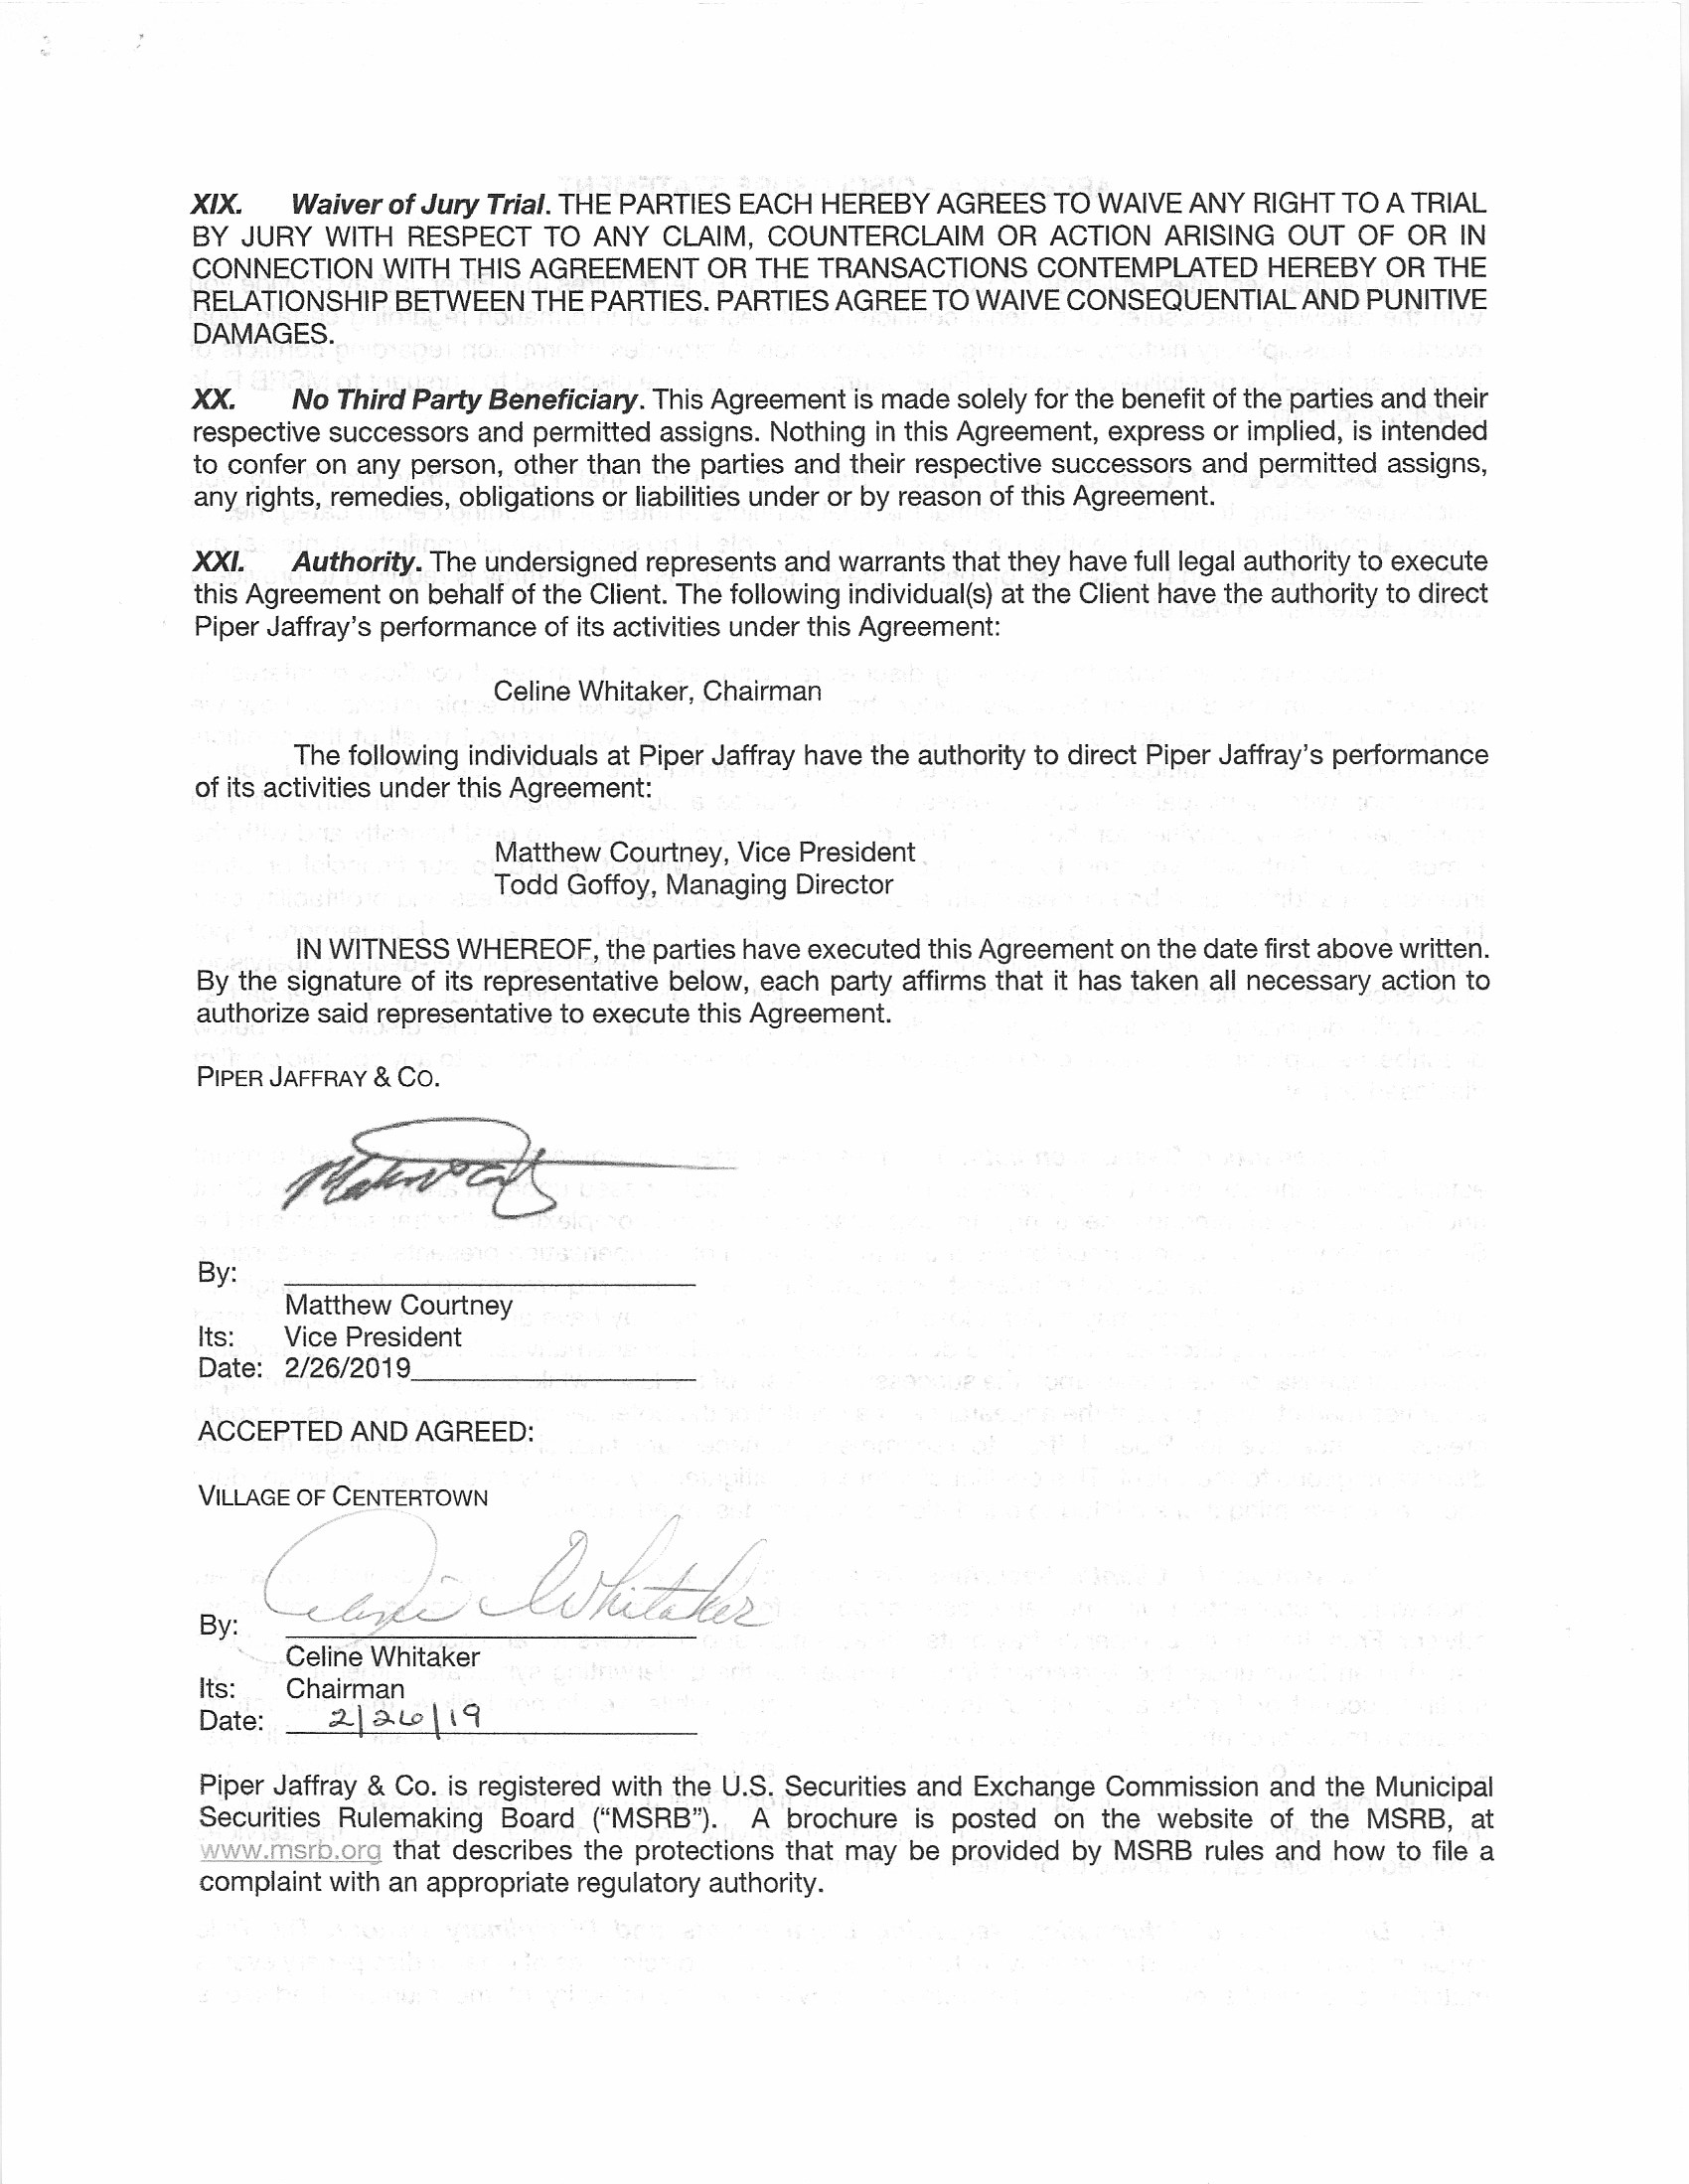 XIX. Waiver of Jury Trial. THE PARTIES EACH HEREBY AGREES TO WAIVE ANY RIGHT TO A TRIAL
BY JURY WITH RESPECT TO ANY CLAIM, COUNTERCLAIM OR ACTION ARISING OUT OF OR IN
CONNECTION WITH THIS AGREEMENT OR THE TRANSACTIONS CONTEMPLATED HEREBY OR THE
RELATIONSHIP BETWEEN THE PARTIES. PARTIES AGREE TO WAIVE CONSEQUENTIAL AND PUNITIVE
DAMAGES.
XX. No Third Party Beneficiary. This Agreement is made solely for the benefit of the parties and their
respective successors and permitted assigns. Nothing in this Agreement, express or implied, is intended
to confer on any person, other than the parties and their respective successors and permitted assigns,
any rights, remedies, obligations or liabilities under or by reason of this Agreement.
XXI. Authority. The undersigned represents and warrants that they have full legal authority to execute
this Agreement on behalf of the Client. The following individual(s) at the Client have the authority to direct
Piper Jaffray's performance of its activities under this Agreement:
Celine Whitaker, Chairman
The following individuals at Piper Jaffray have the authority to direct Piper Jaffray's performance
of its activities under this Agreement:
Matthew Courtney, Vice President
Todd Goffoy, Managing Director
IN WITNESS WHEREOF, the parties have executed this Agreement on the date first above written.
By the signature of its representative below, each party affirms that it has taken all necessary action to
authorize said representative to execute this Agreement.
PIPER JAFFRAY & CO.
By:
Matthew Courtney
Its: Vice President
Date: 2/26/2019
ACCEPTED AND AGREED:
VILLAGE OF CENTERTOWN
By: Celine Whitaker
Celine Whitaker
Its: Chairman
Date: 2/26/19
Piper Jaffray & Co. is registered with the U.S. Securities and Exchange Commission and the Municipal
Securities Rulemaking Board ("MSRB"). A brochure is posted on the website of the MSRB, at
www.msrb.org that describes the protections that may be provided by MSRB rules and how to file a
complaint with an appropriate regulatory authority.